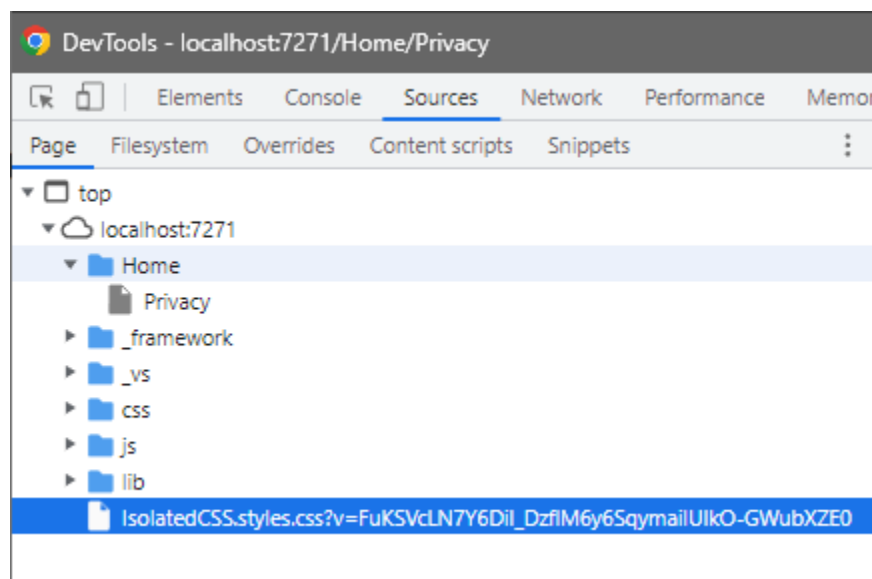 DevTools - localhost:7271/Home/Privacy
Elements Console Sources Network Performance Memor
Page Filesystem Overrides Content scripts Snippets
top
localhost:7271
Home
Privacy
_framework
_vs
css
js
lib
IsolatedCSS.styles.css?v=FuKSVcLN7Y6Dil_DzflM6y6SqymailUlkO-GWubXZE0